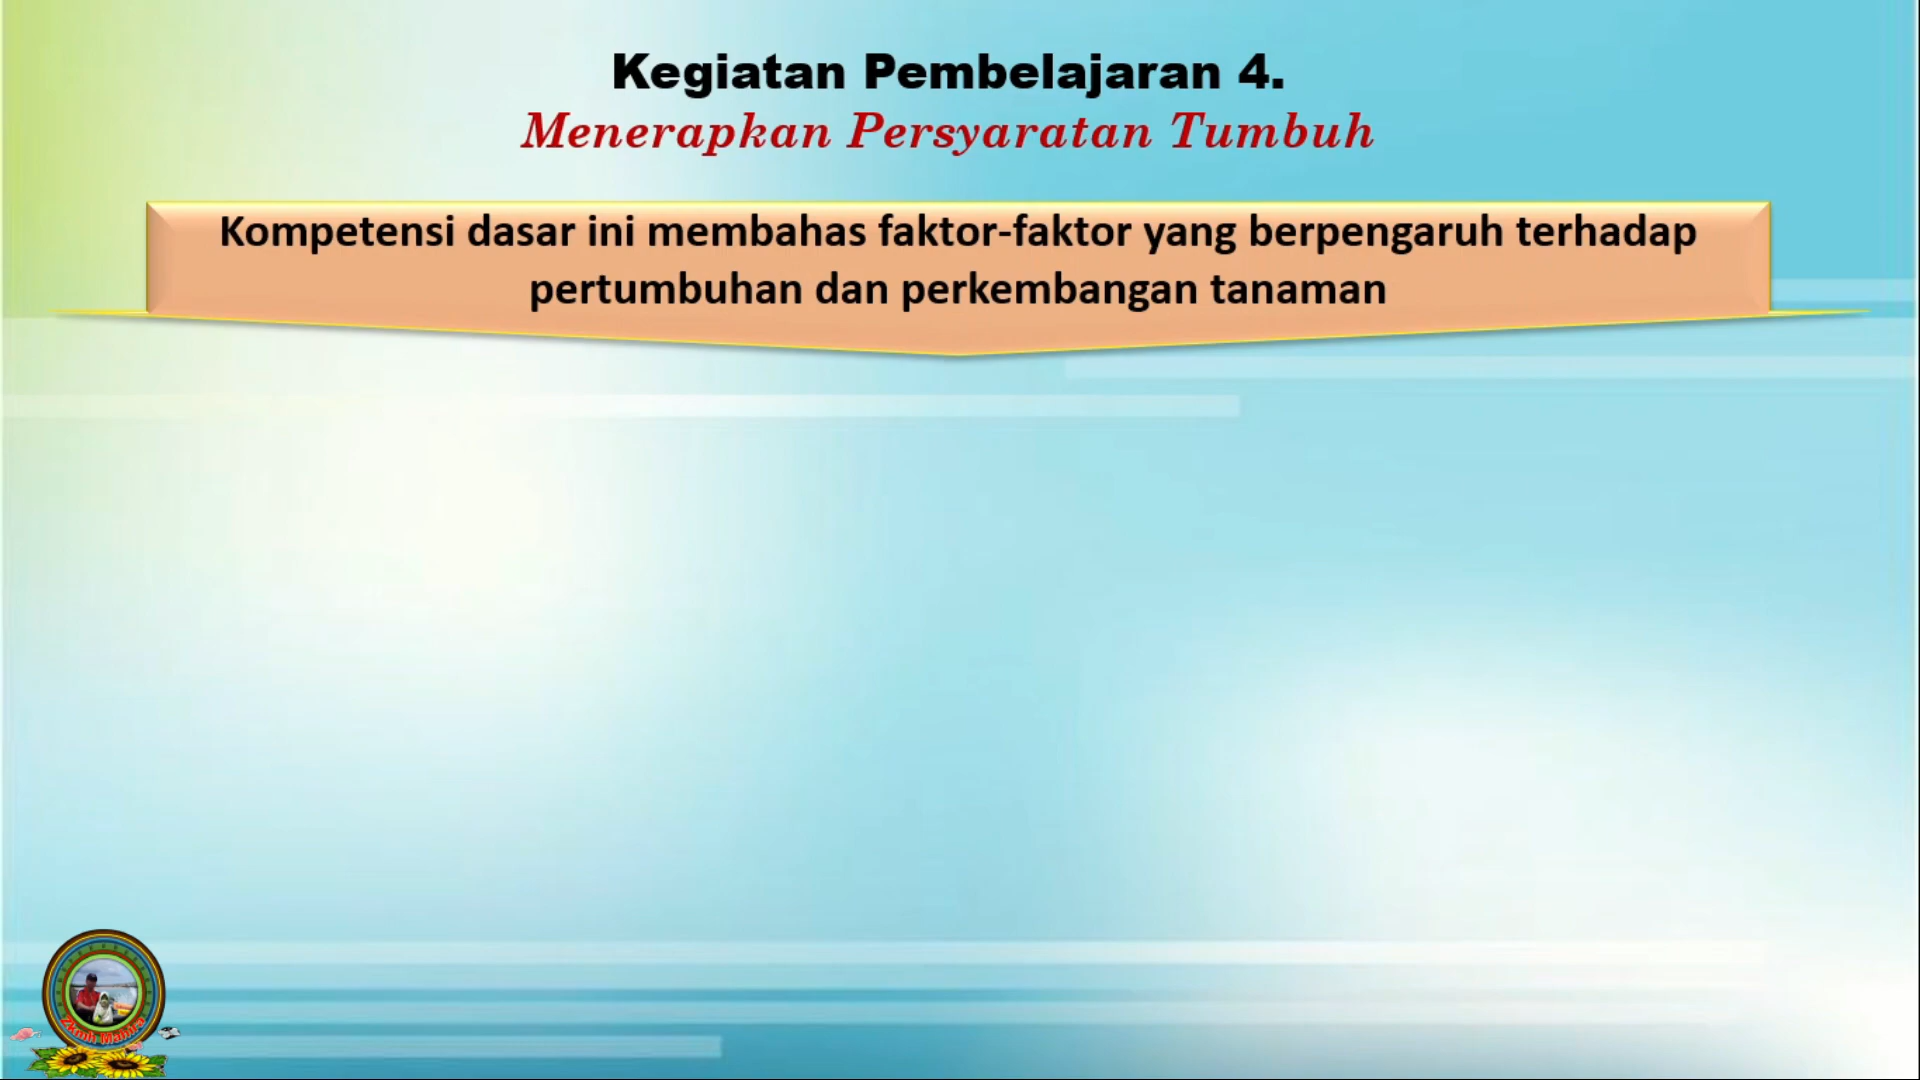 Kegiatan Pembelajaran 4.
Menerapkan Persyaratan Tumbuh
Kompetensi dasar ini membahas faktor-faktor yang berpengaruh terhadap
pertumbuhan dan perkembangan tanaman